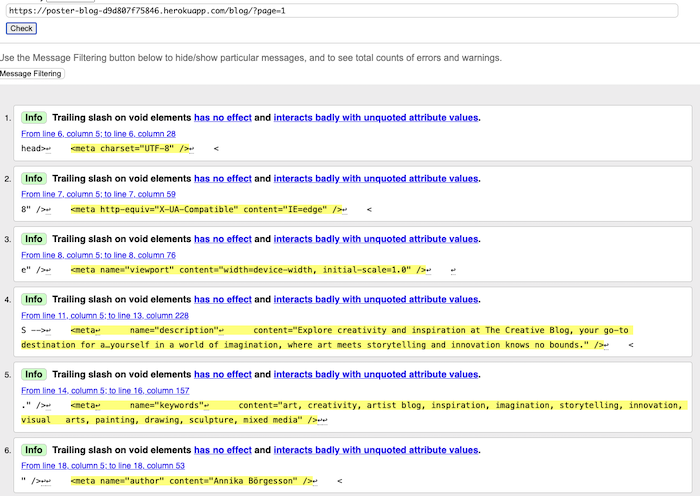 https://poster-blog-d9d807f75846.herokuapp.com/blog/?page=1
Check
Use the Message Filtering button below to hide/show particular messages, and to see total counts of errors and warnings.
Message Filtering
1. Info Trailing slash on void elements has no effect and interacts badly with unquoted attribute values.
From line 6, column 5; to line 6, column 28
head>↩ <meta charset="UTF-8" />↩ <
2. Info Trailing slash on void elements has no effect and interacts badly with unquoted attribute values.
From line 7, column 5; to line 7, column 59
8" />↩ <meta http-equiv="X-UA-Compatible" content="IE=edge" />↩ <
3. Info Trailing slash on void elements has no effect and interacts badly with unquoted attribute values.
From line 8, column 5; to line 8, column 76
e" />↩ <meta name="viewport" content="width=device-width, initial-scale=1.0" />↩ ↩
4. Info Trailing slash on void elements has no effect and interacts badly with unquoted attribute values.
From line 11, column 5; to line 13, column 228
S -->↩ <meta↩ name="description"↩ content="Explore creativity and inspiration at The Creative Blog, your go-to
destination for a…yourself in a world of imagination, where art meets storytelling and innovation knows no bounds." />↩ <
5. Info Trailing slash on void elements has no effect and interacts badly with unquoted attribute values.
From line 14, column 5; to line 16, column 157
." />↩ <meta↩ name="keywords"↩ content="art, creativity, artist blog, inspiration, imagination, storytelling, innovation,
visual arts, painting, drawing, sculpture, mixed media" />↩↩
6. Info Trailing slash on void elements has no effect and interacts badly with unquoted attribute values.
From line 18, column 5; to line 18, column 53
" />↩↩ <meta name="author" content="Annika Börgesson" />↩ <